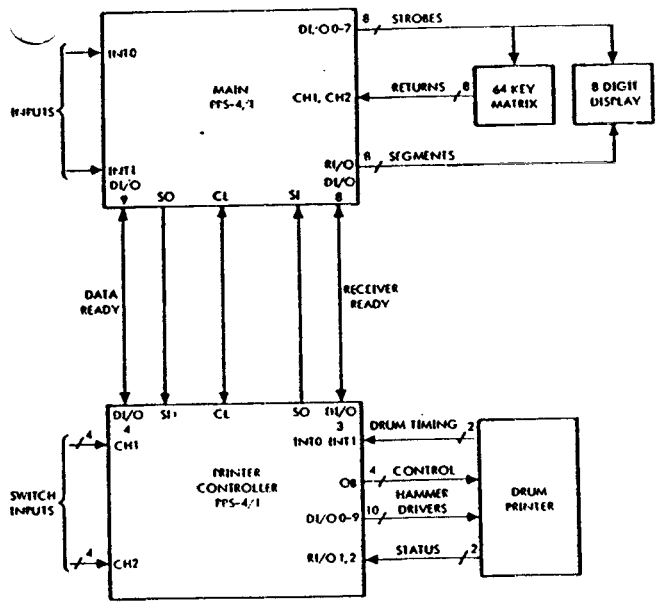 DI/O 0-7
8
STROBES
INT0
MAIN
PPS-4/1
INPUTS
CH1, CH2
RETURNS
8
64 KEY
MATRIX
8 DIGIT
DISPLAY
INT1
RI/O
8
SEGMENTS
DI/O
9
SO
CL
SI
DI/O
8
DATA
READY
RECEIVER
READY
DI/O
4
SI
CL
SO
DI/O
3
4
CH1
INT0 INT1
DRUM TIMING
2
PRINTER
CONTROLLER
PPS-4/1
OB
4
CONTROL
SWITCH
INPUTS
HAMMER
DRIVERS
DI/O 0-9
10
DRUM
PRINTER
4
CH2
RI/O 1, 2
STATUS
2